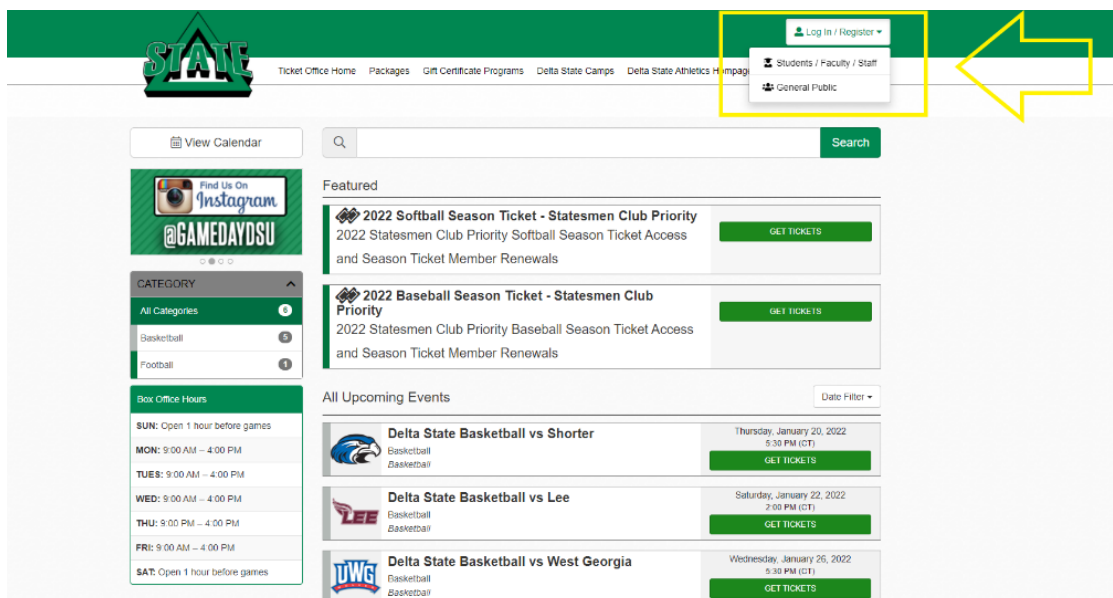 STATE
Log In / Register
Students / Faculty / Staff
General Public
Ticket Office Home Packages Gift Certificate Programs Delta State Camps Delta State Athletics Hompag
View Calendar
Search
Find Us On
Instagram
@GAMEDAYDSU
CATEGORY
All Categories 6
Basketball 5
Football 1
Box Office Hours
SUN: Open 1 hour before games
MON: 9:00 AM – 4:00 PM
TUES: 9:00 AM – 4:00 PM
WED: 9:00 AM – 4:00 PM
THU: 9:00 PM – 4:00 PM
FRI: 9:00 AM – 4:00 PM
SAT: Open 1 hour before games
Featured
2022 Softball Season Ticket - Statesmen Club Priority
2022 Statesmen Club Priority Softball Season Ticket Access
and Season Ticket Member Renewals
GET TICKETS
2022 Baseball Season Ticket - Statesmen Club
Priority
2022 Statesmen Club Priority Baseball Season Ticket Access
and Season Ticket Member Renewals
GET TICKETS
All Upcoming Events
Date Filter
Delta State Basketball vs Shorter
Basketball
Basketball
Thursday, January 20, 2022
5:30 PM (CT)
GET TICKETS
LEE
Delta State Basketball vs Lee
Basketball
Basketball
Saturday, January 22, 2022
2:00 PM (CT)
GET TICKETS
UWG
Delta State Basketball vs West Georgia
Basketball
Basketball
Wednesday, January 26, 2022
5:30 PM (CT)
GET TICKETS